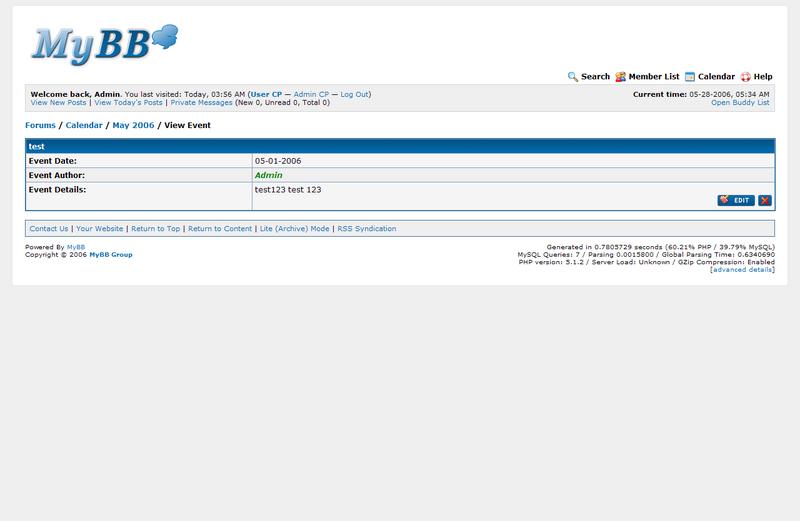 MyBB
Search Member List Calendar Help
Welcome back, Admin. You last visited: Today, 03:56 AM (User CP — Admin CP — Log Out)
Current time: 05-28-2006, 05:34 AM
View New Posts | View Today's Posts | Private Messages (New 0, Unread 0, Total 0)
Open Buddy List
Forums / Calendar / May 2006 / View Event
test
Event Date: 05-01-2006
Event Author: Admin
Event Details: test123 test 123
EDIT
Contact Us | Your Website | Return to Top | Return to Content | Lite (Archive) Mode | RSS Syndication
Powered By MyBB
Copyright © 2006 MyBB Group
Generated in 0.7805729 seconds (60.21% PHP / 39.79% MySQL)
MySQL Queries: 7 / Parsing 0.0015800 / Global Parsing Time: 0.6340690
PHP version: 5.1.2 / Server Load: Unknown / GZip Compression: Enabled
[advanced details]